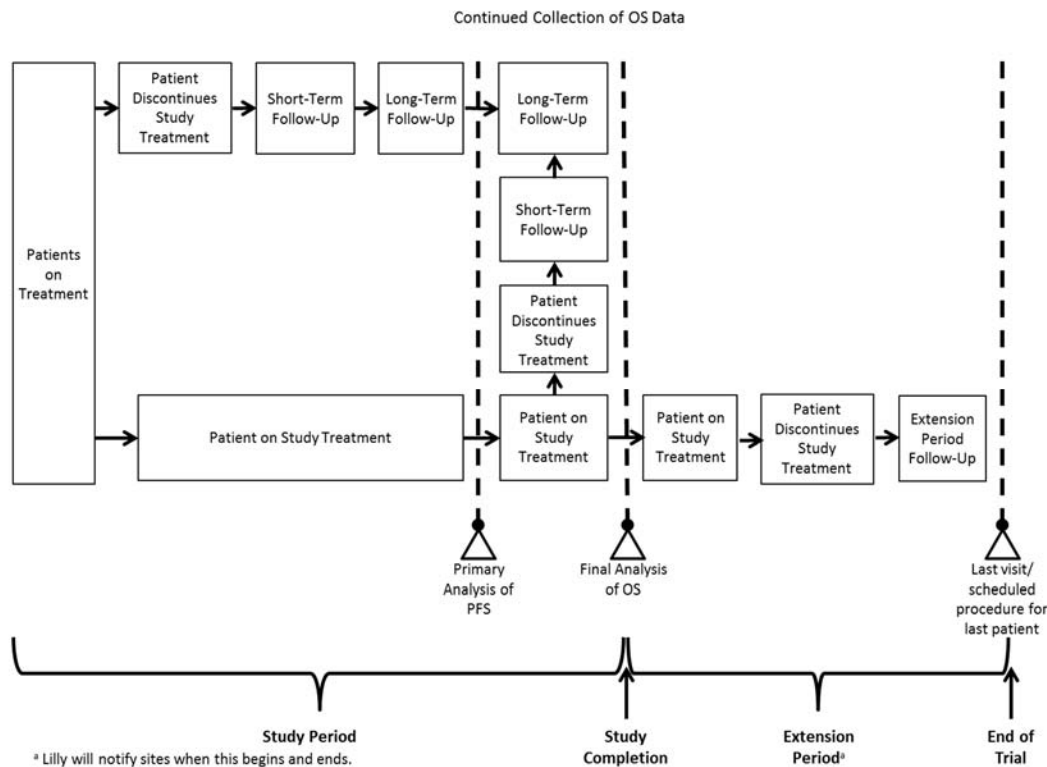 Continued Collection of OS Data
Patients
on
Treatment
Patient
Discontinues
Study
Treatment
Short-Term
Follow-Up
Long-Term
Follow-Up
Long-Term
Follow-Up
Short-Term
Follow-Up
Patient
Discontinues
Study
Treatment
Patient on Study Treatment
Patient on
Study
Treatment
Patient on
Study
Treatment
Patient
Discontinues
Study
Treatment
Extension
Period
Follow-Up
Primary
Analysis of
PFS
Final Analysis
of OS
Last visit/
scheduled
procedure for
last patient
Study Period
Study
Completion
Extension
Periodᵃ
End of
Trial
ᵃ Lilly will notify sites when this begins and ends.